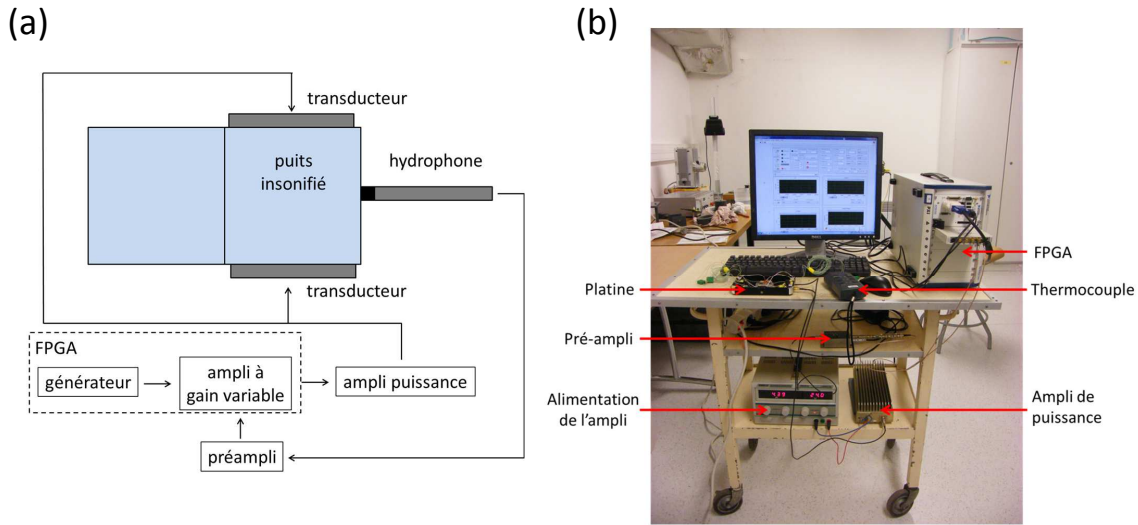 (a)
transducteur
puits
insonifié
hydrophone
transducteur
FPGA
générateur
ampli à
gain variable
ampli puissance
préampli
(b)
FPGA
Platine
Thermocouple
Pré-ampli
Alimentation
de l'ampli
Ampli de
puissance